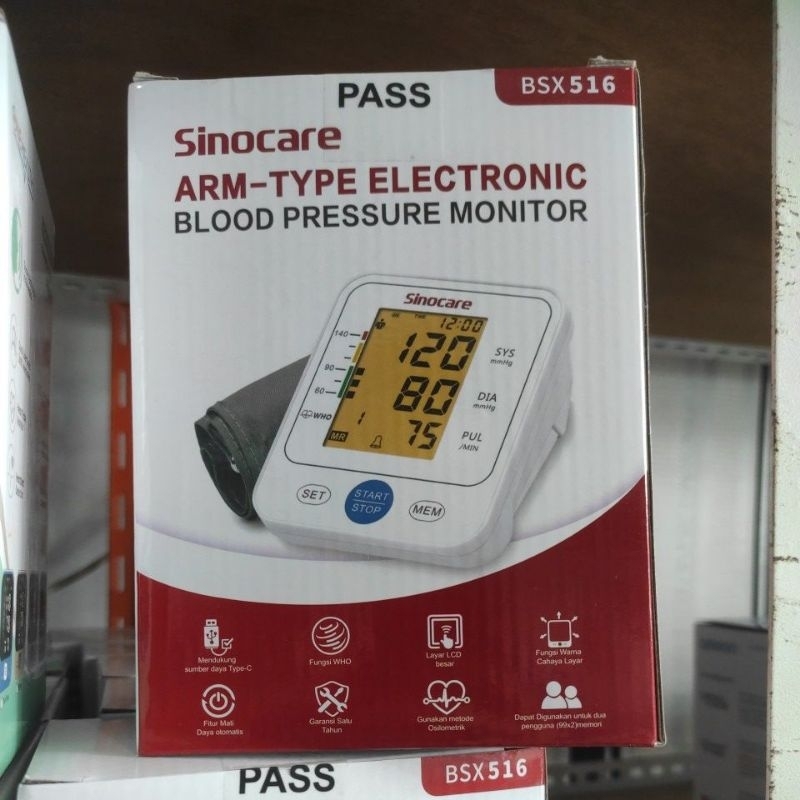 PASS
BSX516
Sinocare
ARM-TYPE ELECTRONIC
BLOOD PRESSURE MONITOR
Sinocare
12:00
140
120
SYS
mmHg
90
80
DIA
mmHg
60
WHO
1
75
PUL
/MIN
MR
SET
START
STOP
MEM
Mendukung
sumber daya Type-C
Fungsi WHO
Layar LCD
besar
Fungsi Warna
Cahaya Layar
Fitur Mati
Daya otomatis
Garansi Satu
Tahun
Gunakan metode
Osilometrik
Dapat Digunakan untuk dua
pengguna (99x2)memori
PASS
BSX516